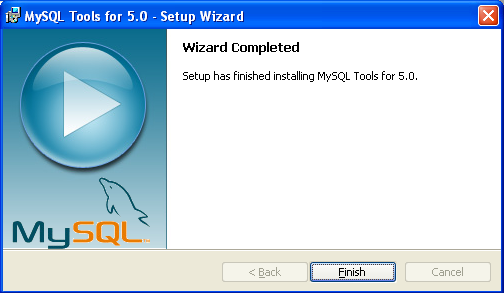 MySQL Tools for 5.0 - Setup Wizard
Wizard Completed
Setup has finished installing MySQL Tools for 5.0.
MySQL
< Back
Finish
Cancel